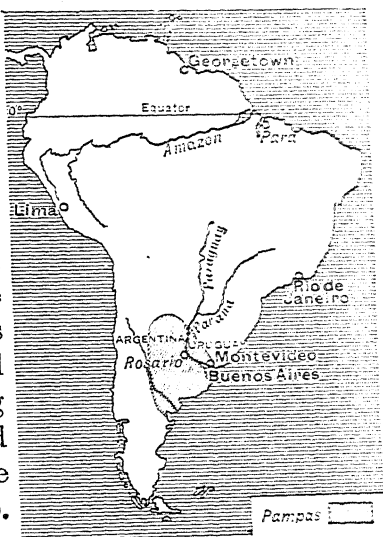 Georgetown
0°
Equator
Para
Amazon
Lima
Paraguay
Rio de
Janeiro
Parana
ARGENTINA
URUGUAY
Rosario
Montevideo
Buenos Aires
g
d
e
Pampas